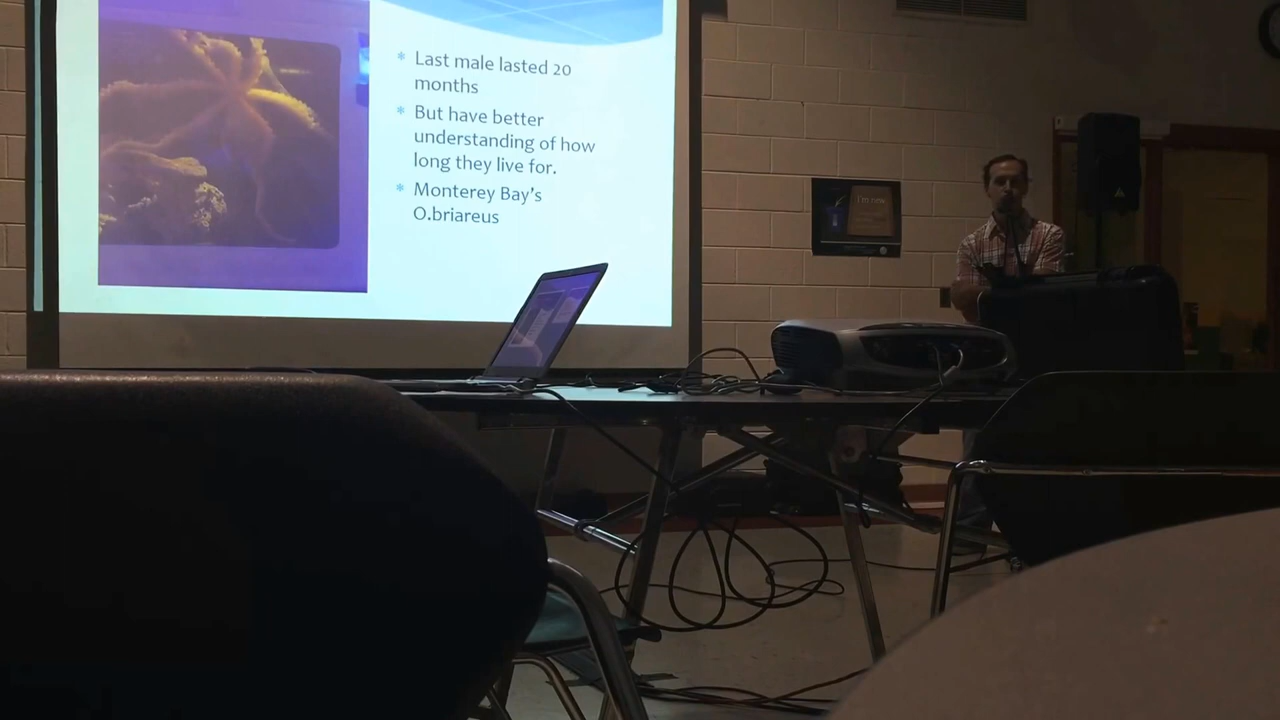 * Last male lasted 20
months
* But have better
understanding of how
long they live for.
* Monterey Bay's
O.briareus